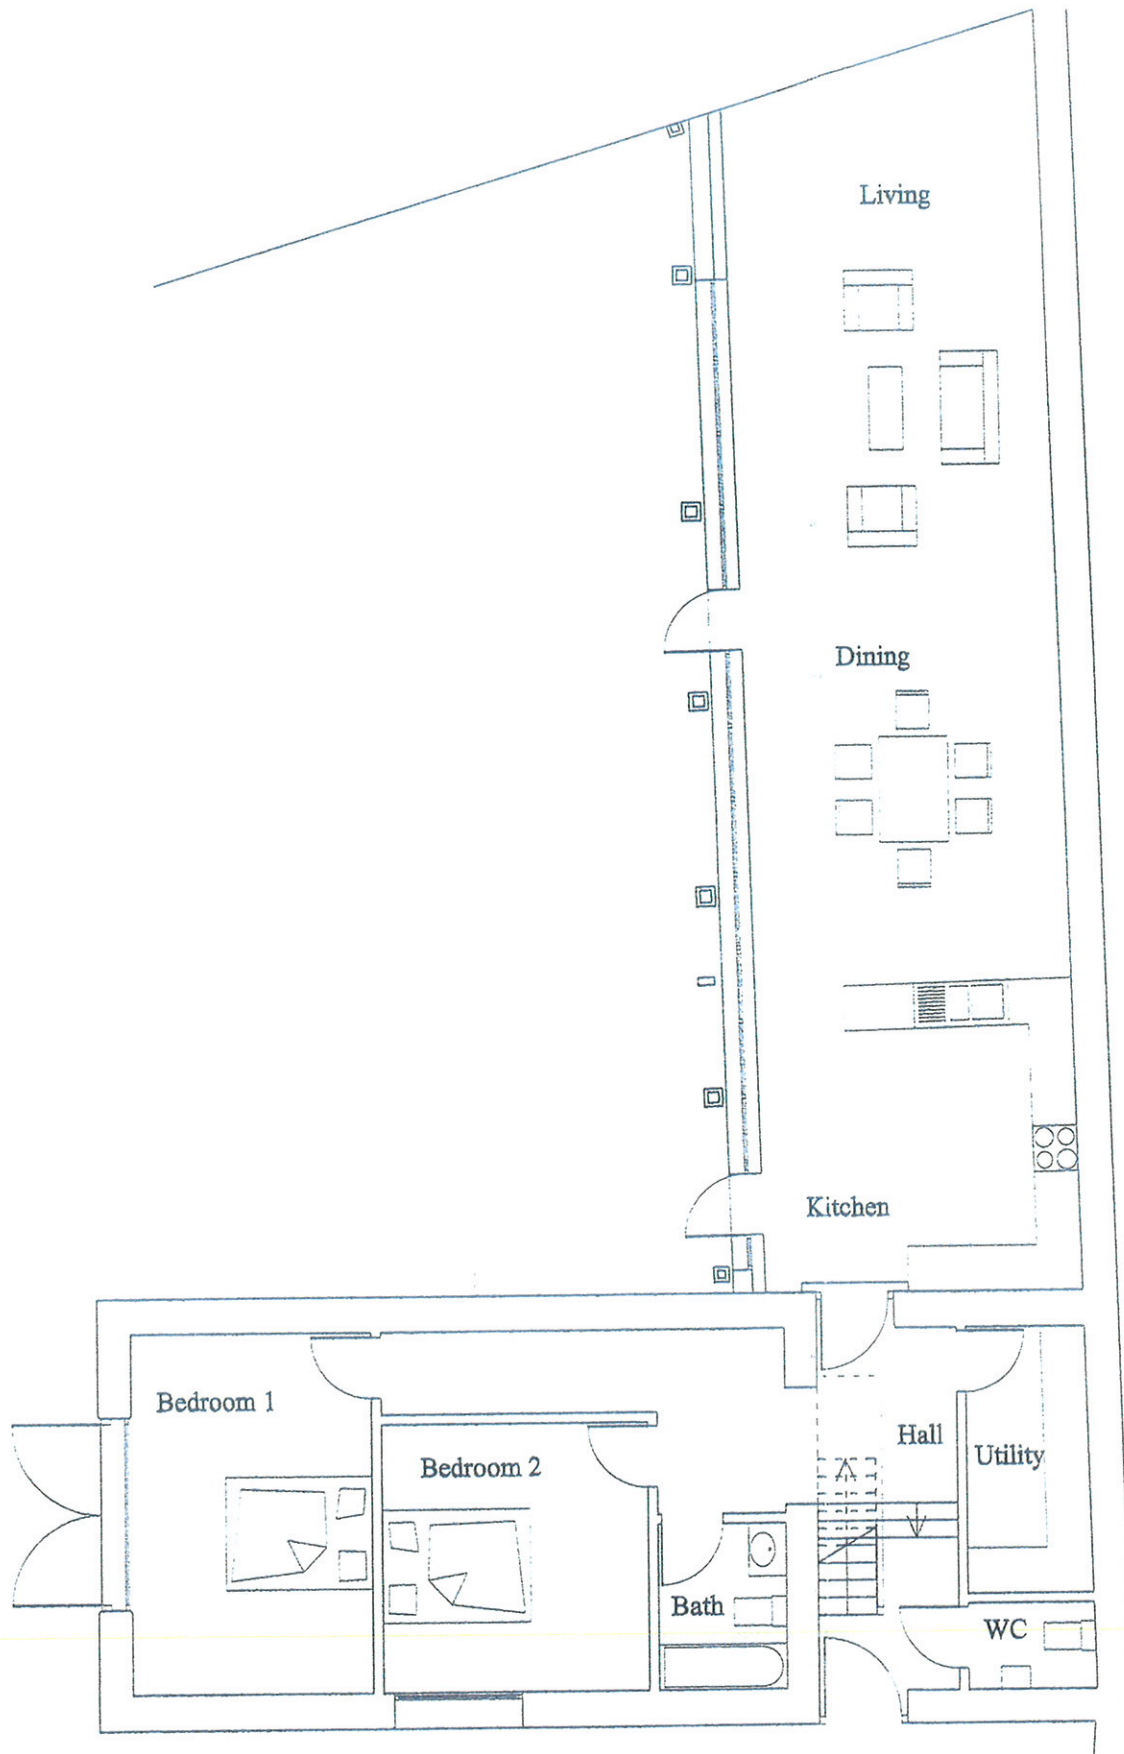 Living
Dining
Kitchen
Bedroom 1
Bedroom 2
Hall
Utility
Bath
WC